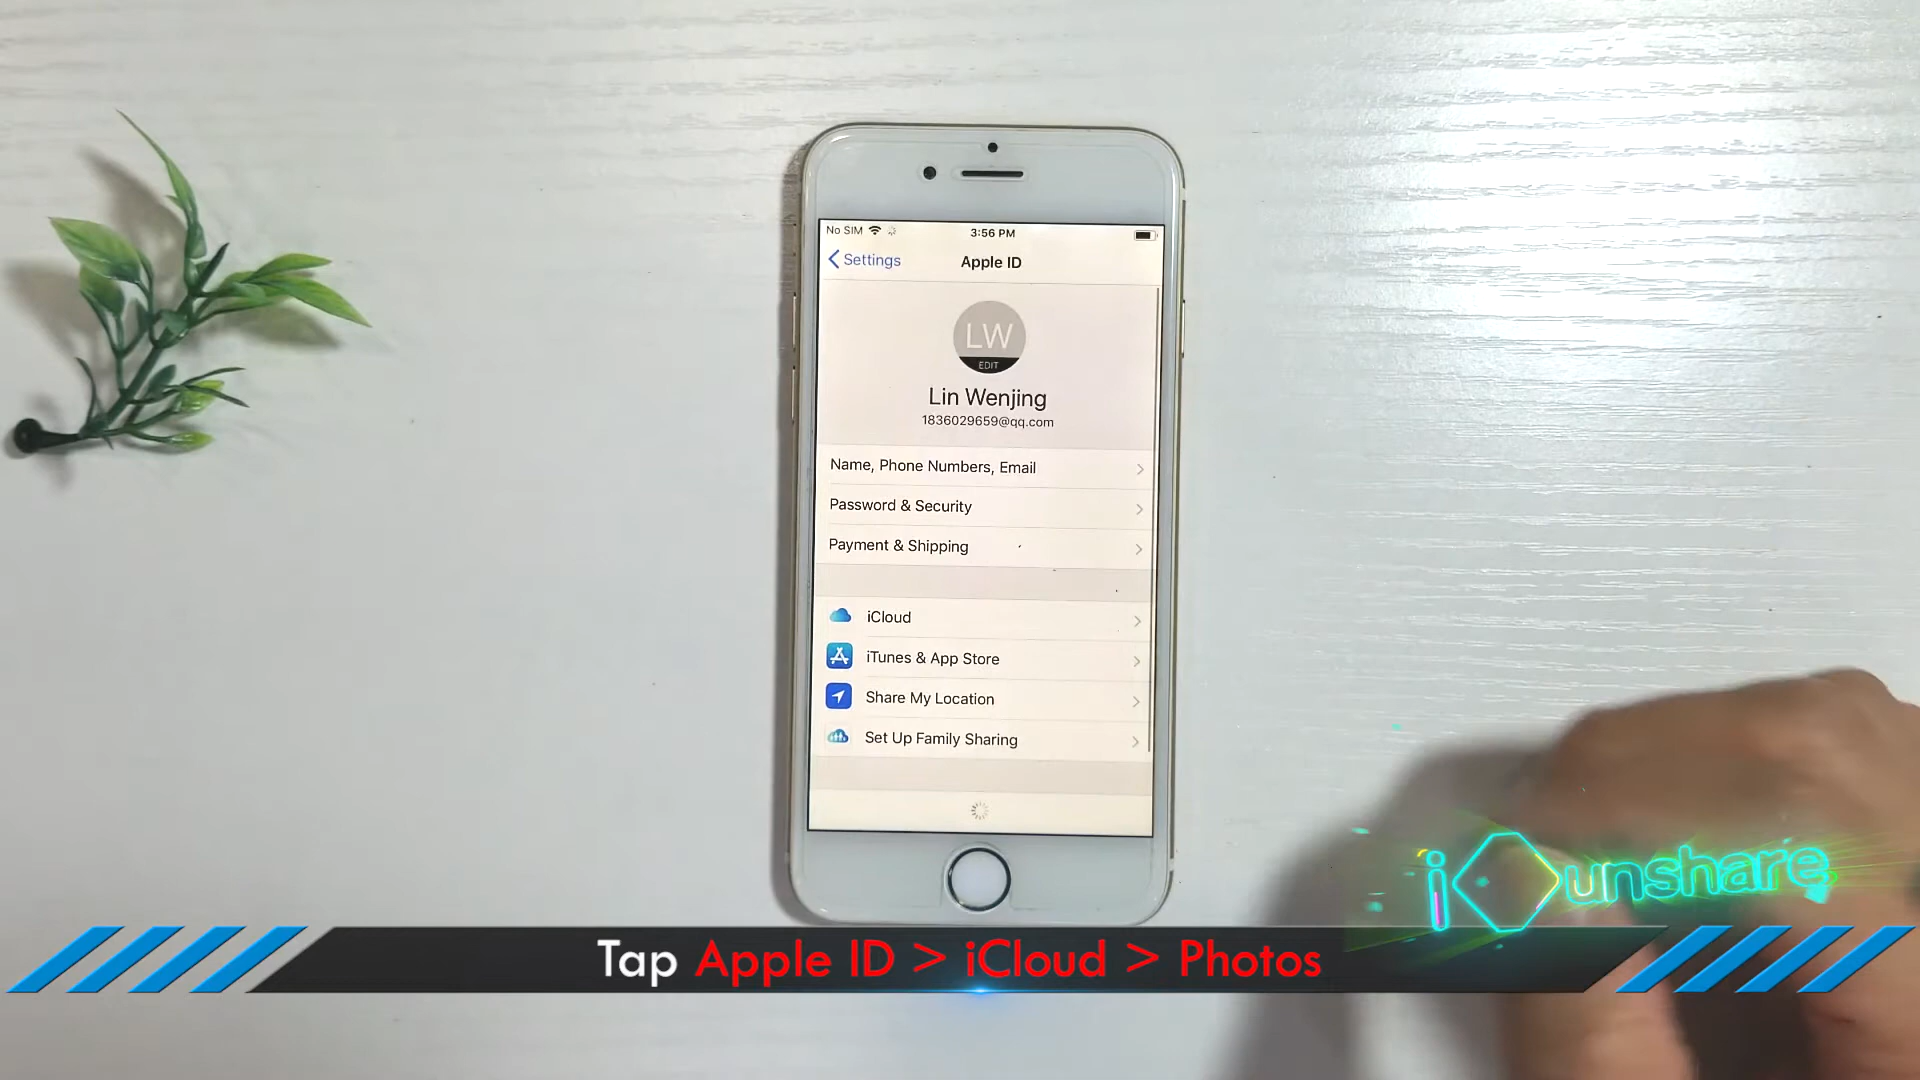 No SIM 3:56 PM
Settings Apple ID
LW
EDIT
Lin Wenjing
1836029659@qq.com
Name, Phone Numbers, Email
Password & Security
Payment & Shipping
iCloud
iTunes & App Store
Share My Location
Set Up Family Sharing
iSunshare
Tap Apple ID > iCloud > Photos